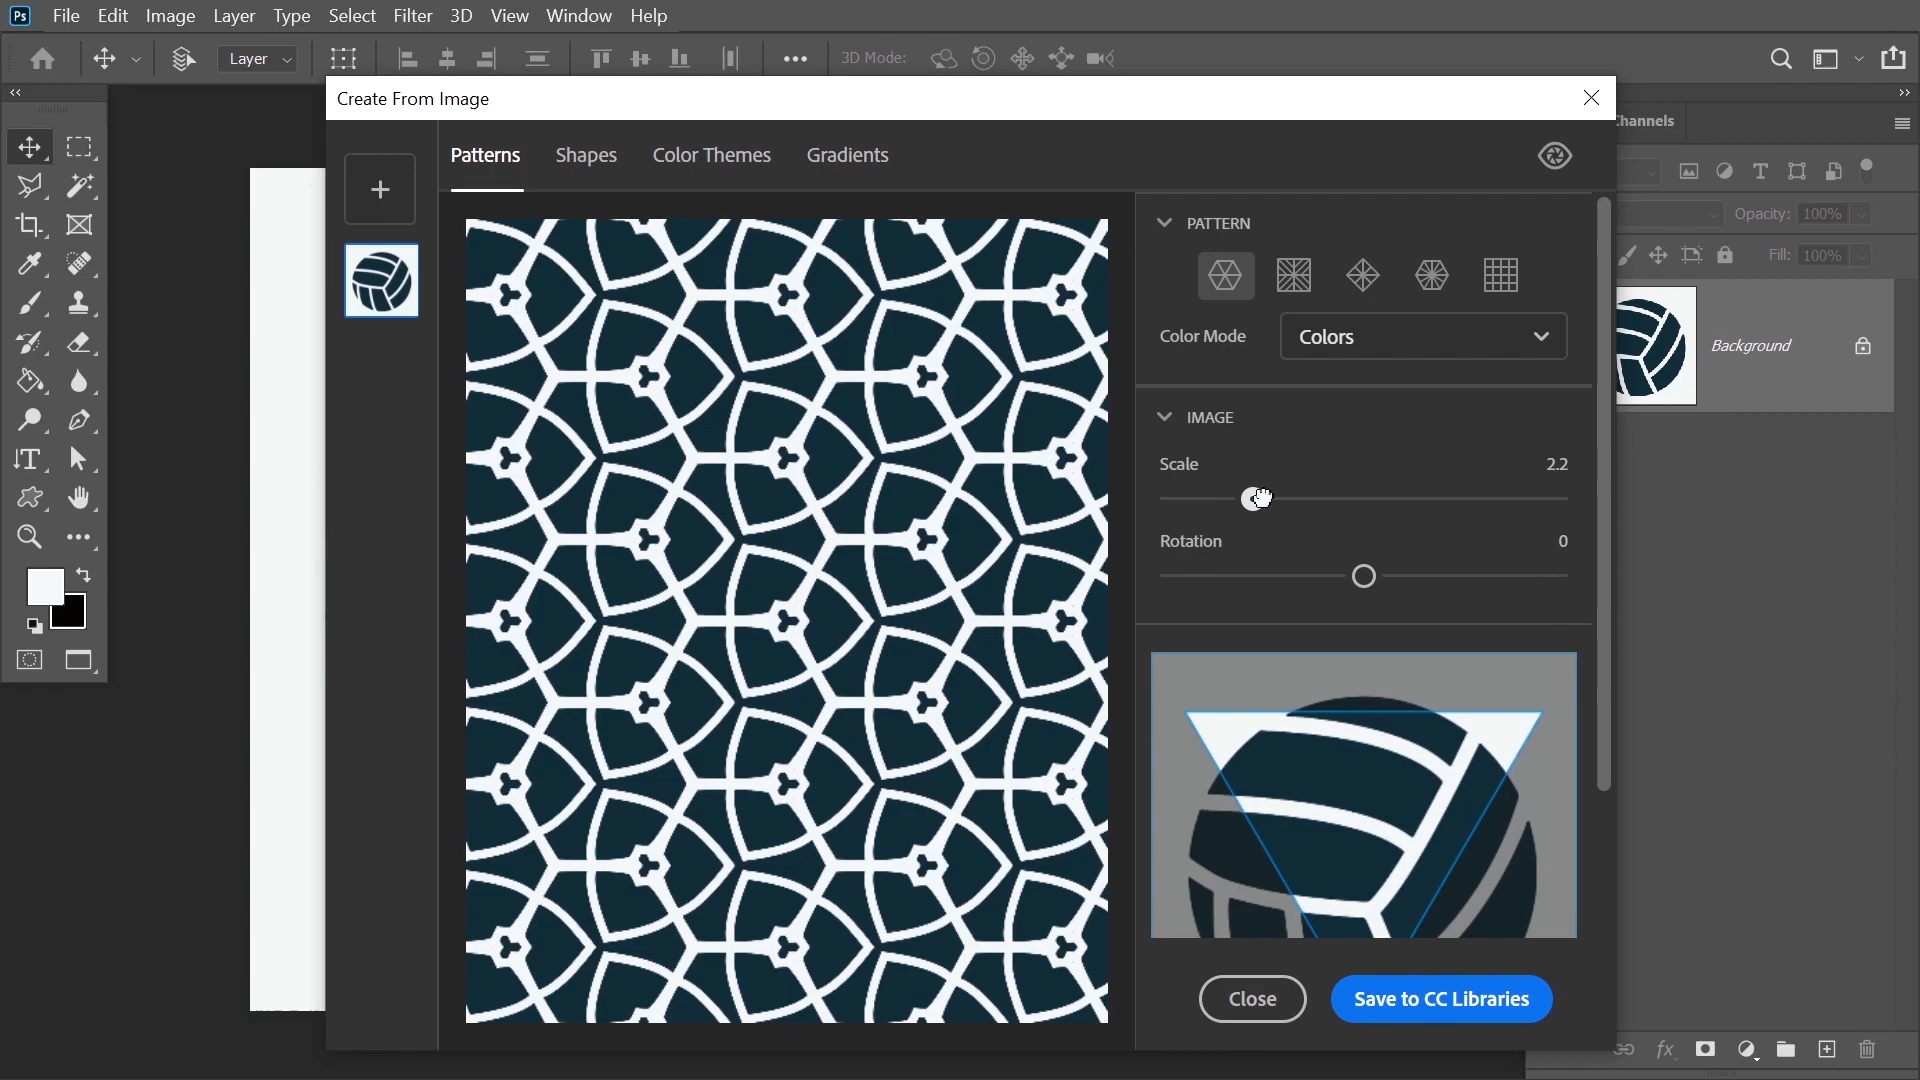 Ps File Edit Image Layer Type Select Filter 3D View Window Help
Layer 3D Mode:
Create From Image
Patterns Shapes Color Themes Gradients
Channels
PATTERN
Opacity: 100%
Fill: 100%
Color Mode Colors
Background
IMAGE
Scale 2.2
Rotation 0
Close Save to CC Libraries
fx